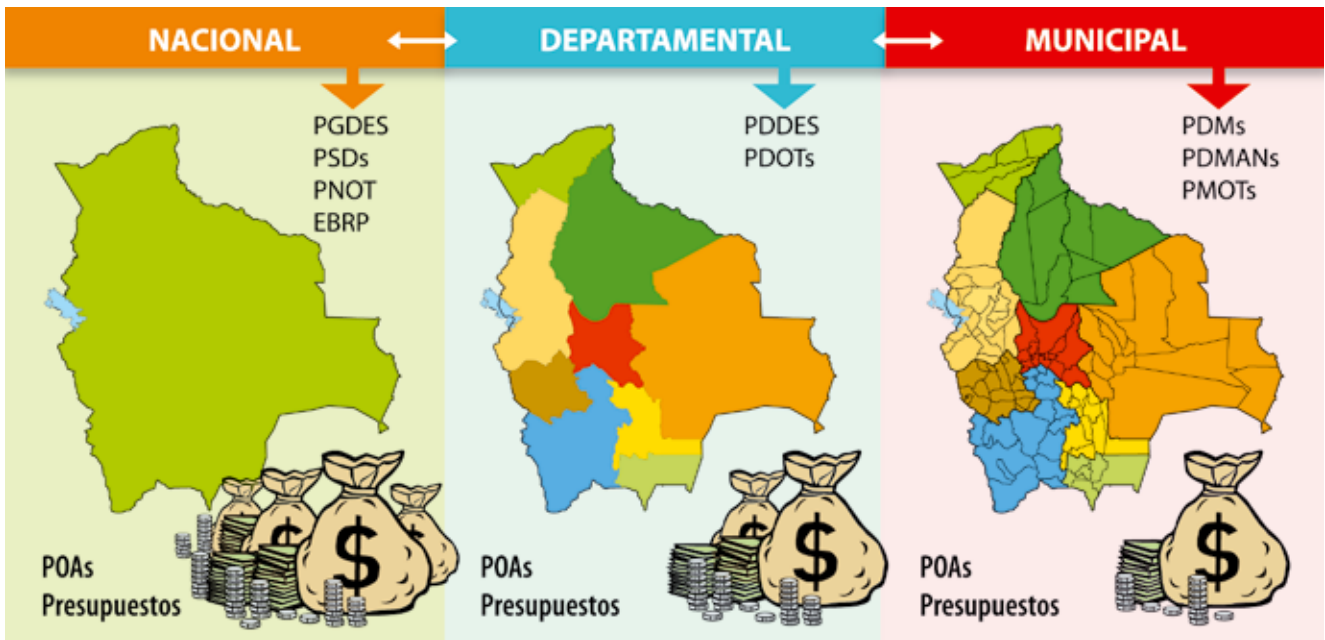 NACIONAL
DEPARTAMENTAL
MUNICIPAL
PGDES
PSDs
PNOT
EBRP
PDDES
PDOTs
PDMs
PDMANs
PMOTs
$
$
$
POAs
Presupuestos
$
$
POAs
Presupuestos
$
POAs
Presupuestos